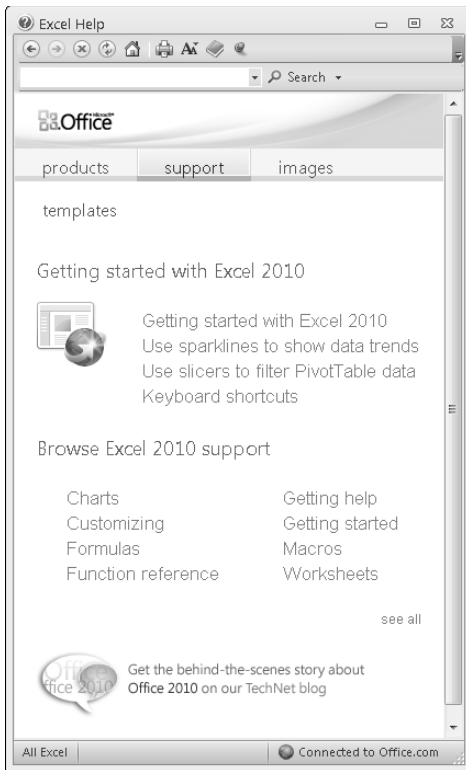 Excel Help
Search
Office
products support images
templates
Getting started with Excel 2010
Getting started with Excel 2010
Use sparklines to show data trends
Use slicers to filter PivotTable data
Keyboard shortcuts
Browse Excel 2010 support
Charts Getting help
Customizing Getting started
Formulas Macros
Function reference Worksheets
see all
Office
ffice 2010
Get the behind-the-scenes story about
Office 2010 on our TechNet blog
All Excel Connected to Office.com